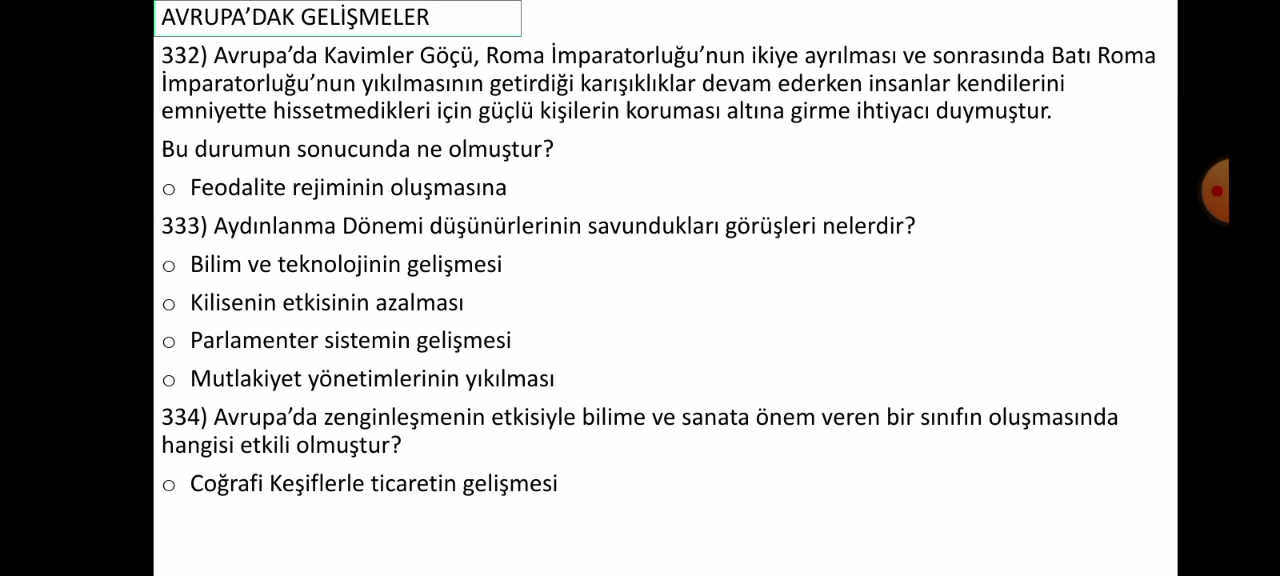 AVRUPA’DAK GELİŞMELER
332) Avrupa’da Kavimler Göçü, Roma İmparatorluğu’nun ikiye ayrılması ve sonrasında Batı Roma
İmparatorluğu’nun yıkılmasının getirdiği karışıklıklar devam ederken insanlar kendilerini
emniyette hissetmedikleri için güçlü kişilerin koruması altına girme ihtiyacı duymuştur.
Bu durumun sonucunda ne olmuştur?
o Feodalite rejiminin oluşmasına
333) Aydınlanma Dönemi düşünürlerinin savundukları görüşleri nelerdir?
o Bilim ve teknolojinin gelişmesi
o Kilisenin etkisinin azalması
o Parlamenter sistemin gelişmesi
o Mutlakiyet yönetimlerinin yıkılması
334) Avrupa’da zenginleşmenin etkisiyle bilime ve sanata önem veren bir sınıfın oluşmasında
hangisi etkili olmuştur?
o Coğrafi Keşiflerle ticaretin gelişmesi